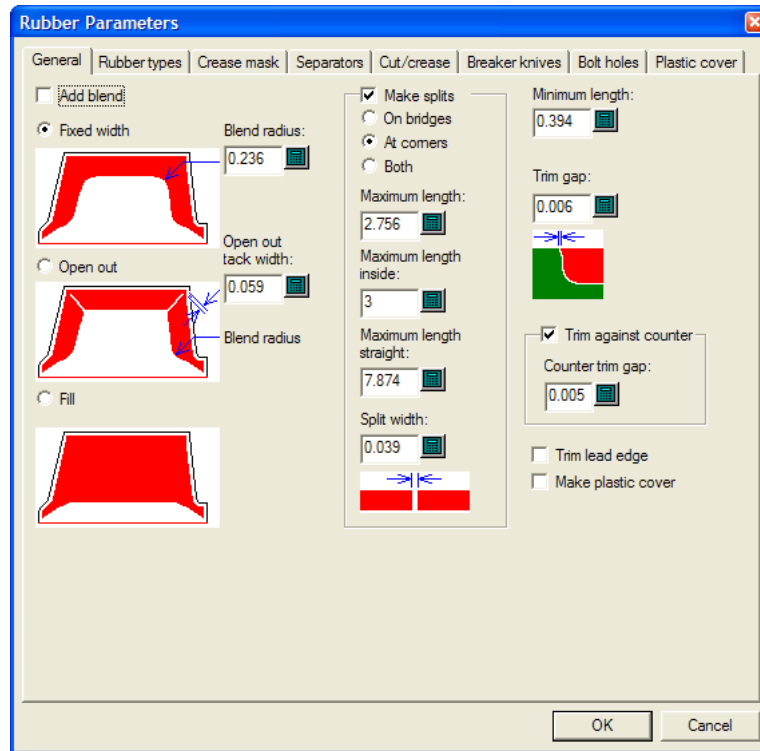 Rubber Parameters
General
Rubber types
Crease mask
Separators
Cut/crease
Breaker knives
Bolt holes
Plastic cover
Add blend
Fixed width
Blend radius:
0.236
Open out
tack width:
0.059
Open out
Blend radius
Fill
Make splits
On bridges
At corners
Both
Maximum length:
2.756
Maximum length
inside:
3
Maximum length
straight:
7.874
Split width:
0.039
Minimum length:
0.394
Trim gap:
0.006
Trim against counter
Counter trim gap:
0.005
Trim lead edge
Make plastic cover
OK
Cancel